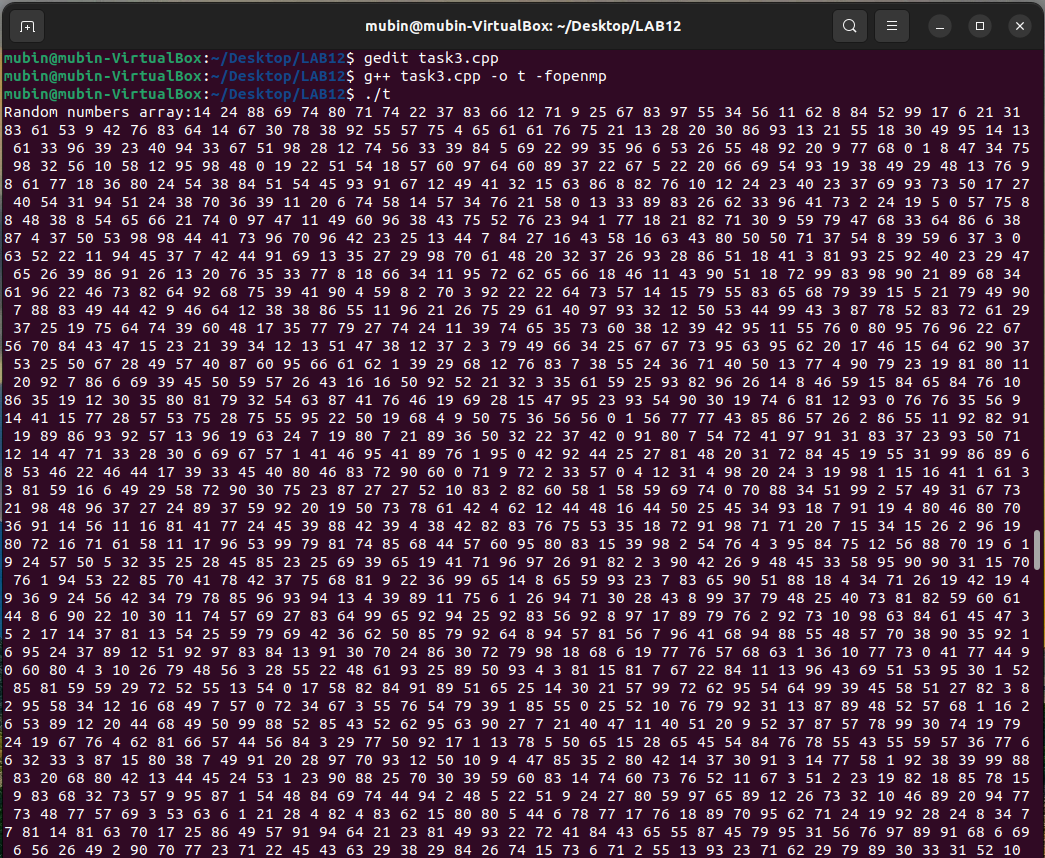 mubin@mubin-VirtualBox: ~/Desktop/LAB12
mubin@mubin-VirtualBox:~/Desktop/LAB12$ gedit task3.cpp
mubin@mubin-VirtualBox:~/Desktop/LAB12$ g++ task3.cpp -o t -fopenmp
mubin@mubin-VirtualBox:~/Desktop/LAB12$ ./t
Random numbers array:14 24 88 69 74 80 71 74 22 37 83 66 12 71 9 25 67 83 97 55 34 56 11 62 8 84 52 99 17 6 21 31
83 61 53 9 42 76 83 64 14 67 30 78 38 92 55 57 75 4 65 61 61 76 75 21 13 28 20 30 86 93 13 21 55 18 30 49 95 14 13
61 33 96 39 23 40 94 33 67 51 98 28 12 74 56 33 39 84 5 69 22 99 35 96 6 53 26 55 48 92 20 9 77 68 0 1 8 47 34 75
98 32 56 10 58 12 95 98 48 0 19 22 51 54 18 57 60 97 64 60 89 37 22 67 5 22 20 66 69 54 93 19 38 49 29 48 13 76 9
8 61 77 18 36 80 24 54 38 84 51 54 45 93 91 67 12 49 41 32 15 63 86 8 82 76 10 12 24 23 40 23 37 69 93 73 50 17 27
40 54 31 94 51 24 38 70 36 39 11 20 6 74 58 14 57 34 76 21 58 0 13 33 89 83 26 62 33 96 41 73 2 24 19 5 0 57 75 8
8 48 38 8 54 65 66 21 74 0 97 47 11 49 60 96 38 43 75 52 76 23 94 1 77 18 21 82 71 30 9 59 79 47 68 33 64 86 6 38
87 4 37 50 53 98 98 44 41 73 96 70 96 42 23 25 13 44 7 84 27 16 43 58 16 63 43 80 50 50 71 37 54 8 39 59 6 37 3 0
63 52 22 11 94 45 37 7 42 44 91 69 13 35 27 29 98 70 61 48 20 32 37 26 93 28 86 51 18 41 3 81 93 25 92 40 23 29 47
65 26 39 86 91 26 13 20 76 35 33 77 8 18 66 34 11 95 72 62 65 66 18 46 11 43 90 51 18 72 99 83 98 90 21 89 68 34
61 96 22 46 73 82 64 92 68 75 39 41 90 4 59 8 2 70 3 92 22 22 64 73 57 14 15 79 55 83 65 68 79 39 15 5 21 79 49 90
7 88 83 49 44 42 9 46 64 12 38 38 86 55 11 96 21 26 75 29 61 40 97 93 32 12 50 53 44 99 43 3 87 78 52 83 72 61 29
37 25 19 75 64 74 39 60 48 17 35 77 79 27 74 24 11 39 74 65 35 73 60 38 12 39 42 95 11 55 76 0 80 95 76 96 22 67
56 70 84 43 47 15 23 21 39 34 12 13 51 47 38 12 37 2 3 79 49 66 34 25 67 67 73 95 63 95 62 20 17 46 15 64 62 90 37
53 25 50 67 28 49 57 40 87 60 95 66 61 62 1 39 29 68 12 76 83 7 38 55 24 36 71 40 50 13 77 4 90 79 23 19 81 80 11
20 92 7 86 6 69 39 45 50 59 57 26 43 16 16 50 92 52 21 32 3 35 61 59 25 93 82 96 26 14 8 46 59 15 84 65 84 76 10
86 35 19 12 30 35 80 81 79 32 54 63 87 41 76 46 19 69 28 15 47 95 23 93 54 90 30 19 74 6 81 12 93 0 76 76 35 56 9
14 41 15 77 28 57 53 75 28 75 55 95 22 50 19 68 4 9 50 75 36 56 56 0 1 56 77 77 43 85 86 57 26 2 86 55 11 92 82 91
19 89 86 93 92 57 13 96 19 63 24 7 19 80 7 21 89 36 50 32 22 37 42 0 91 80 7 54 72 41 97 91 31 83 37 23 93 50 71
12 14 47 71 33 28 30 6 69 67 57 1 41 46 95 41 89 76 1 95 0 42 92 44 25 27 81 48 20 31 72 84 45 19 55 31 99 86 89 6
8 53 46 22 46 44 17 39 33 45 40 80 46 83 72 90 60 0 71 9 72 2 33 57 0 4 12 31 4 98 20 24 3 19 98 1 15 16 41 1 61 3
3 81 59 16 6 49 29 58 72 90 30 75 23 87 27 27 52 10 83 2 82 60 58 1 58 59 69 74 0 70 88 34 51 99 2 57 49 31 67 73
21 98 48 96 37 27 24 89 37 59 92 20 19 50 73 78 61 42 4 62 12 44 48 16 44 50 25 45 34 93 18 7 91 19 4 80 46 80 70
36 91 14 56 11 16 81 41 77 24 45 39 88 42 39 4 38 42 82 83 76 75 53 35 18 72 91 98 71 71 20 7 15 34 15 26 2 96 19
80 72 16 71 61 58 11 17 96 53 99 79 81 74 85 68 44 57 60 95 80 83 15 39 98 2 54 76 4 3 95 84 75 12 56 88 70 19 6 1
9 24 57 50 5 32 35 25 28 45 85 23 25 69 39 65 19 41 71 96 97 26 91 82 2 3 90 42 26 9 48 45 33 58 95 90 90 31 15 70
76 1 94 53 22 85 70 41 78 42 37 75 68 81 9 22 36 99 65 14 8 65 59 93 23 7 83 65 90 51 88 18 4 34 71 26 19 42 19 4
9 36 9 24 56 42 34 79 78 85 96 93 94 13 4 39 89 11 75 6 1 26 94 71 30 28 43 8 99 37 79 48 25 40 73 81 82 59 60 61
44 8 6 90 22 10 30 11 74 57 69 27 83 64 99 65 92 94 25 92 83 56 92 8 97 17 89 79 76 2 92 73 10 98 63 84 61 45 47 3
5 2 17 14 37 81 13 54 25 59 79 69 42 36 62 50 85 79 92 64 8 94 57 81 56 7 96 41 68 94 88 55 48 57 70 38 90 35 92 1
6 95 24 37 89 12 51 92 97 83 84 13 91 30 70 24 86 30 72 79 98 18 68 6 19 77 76 57 68 63 1 36 10 77 73 0 41 77 44 9
0 60 80 4 3 10 26 79 48 56 3 28 55 22 48 61 93 25 89 50 93 4 3 81 15 81 7 67 22 84 11 13 96 43 69 51 53 95 30 1 52
85 81 59 59 29 72 52 55 13 54 0 17 58 82 84 91 89 51 65 25 14 30 21 57 99 72 62 95 54 64 99 39 45 58 51 27 82 3 8
2 95 58 34 12 16 68 49 7 57 0 72 34 67 3 55 76 54 79 39 1 85 55 0 25 52 10 76 79 92 31 13 87 89 48 52 57 68 1 16 2
6 53 89 12 20 44 68 49 50 99 88 52 85 43 52 62 95 63 90 27 7 21 40 47 11 40 51 20 9 52 37 87 57 78 99 30 74 19 79
24 19 67 76 4 62 81 66 57 44 56 84 3 29 77 50 92 17 1 13 78 5 50 65 15 28 65 45 54 84 76 78 55 43 55 59 57 36 77 6
6 32 33 3 87 15 80 38 7 49 91 20 28 97 70 93 12 50 10 9 4 47 85 35 2 80 42 14 37 30 91 3 14 77 58 1 92 38 39 99 88
83 20 68 80 42 13 44 45 24 53 1 23 90 88 25 70 30 39 59 60 83 14 74 60 73 76 52 11 67 3 51 2 23 19 82 18 85 78 15
9 83 68 32 73 57 9 95 87 1 54 48 84 69 74 44 94 2 48 5 22 51 9 24 27 80 59 97 65 89 12 26 73 32 10 46 89 20 94 77
73 48 77 57 69 3 53 63 6 1 21 28 4 82 4 83 62 15 80 80 5 44 6 78 77 17 76 18 89 70 95 62 71 24 19 92 28 24 8 34 7
7 81 14 81 63 70 17 25 86 49 57 91 94 64 21 23 81 49 93 22 72 41 84 43 65 55 87 45 79 95 31 56 76 97 89 91 68 6 69
6 56 26 49 2 90 70 77 23 71 22 45 43 63 29 38 29 84 26 74 15 73 6 71 2 55 13 93 23 71 62 29 79 89 30 33 31 52 10